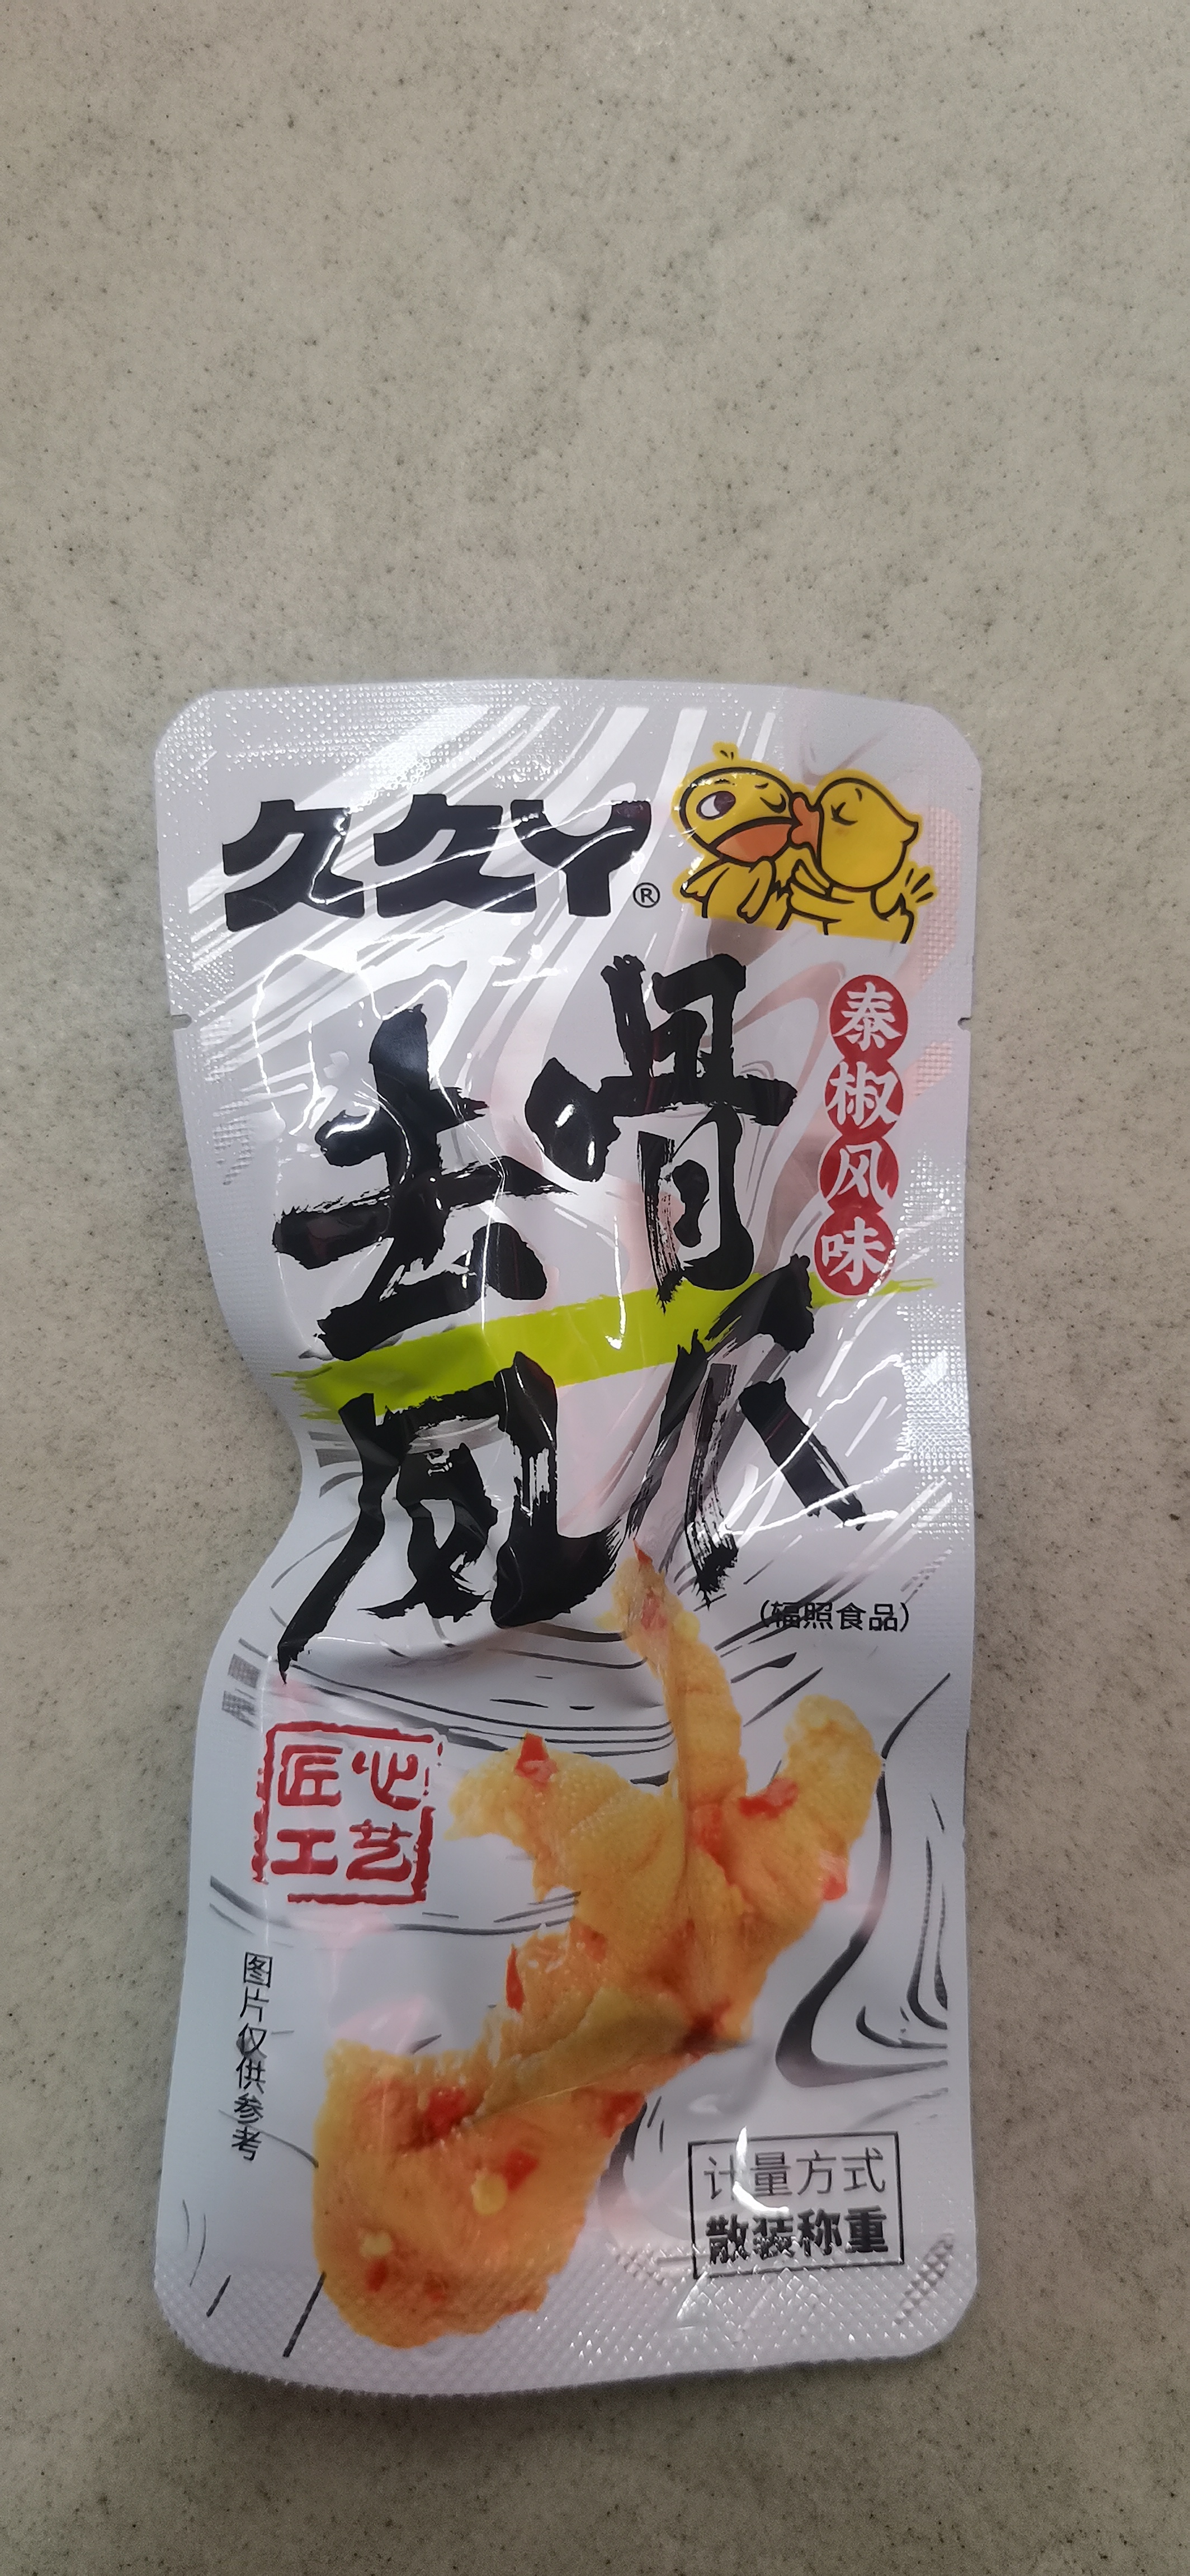 久久丫®
去骨
凤爪
泰椒风味
(辐照食品)
匠心
工艺
图片仅供参考
计量方式
散装称重